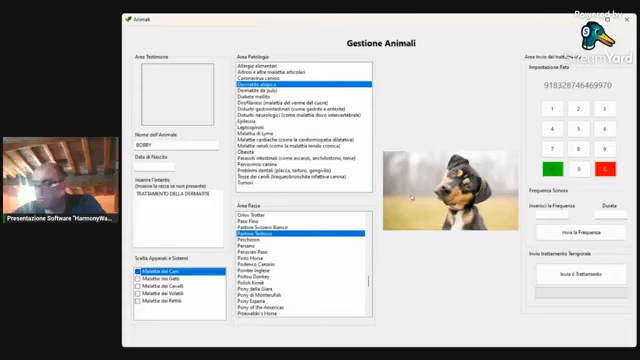 Animali
Powered by
StreamYard
Gestione Animali
Area Testimone
Nome dell'Animale
BOBBY
Data di Nascita
Inserire l'intento
(Inserire la razza se non presente)
TRATTAMENTO DELLA DERMATITE
Scelta Apparati e Sistemi
Malattie dei Cani
Malattie dei Gatti
Malattie dei Cavalli
Malattie dei Volatili
Malattie dei Rettili
Area Patologie
Allergie alimentari
Artrosi e altre malattie articolari
Coronavirus canino
Dermatite atopica
Dermatite da pulci
Diabete mellito
Dirofilariosi (malattia del verme del cuore)
Disturbi gastrointestinali (come gastrite e enterite)
Disturbi neurologici (come malattia disco intervertebrale)
Epilessia
Leptospirosi
Malattia di Lyme
Malattie cardiache (come la cardiomiopatia dilatativa)
Malattie renali (come la malattia renale cronica)
Obesità
Parassiti intestinali (come ascaridi, anchilostomi, tenie)
Parvovirosi canina
Problemi dentali (placca, tartaro, gengivite)
Tosse dei canili (tracheobronchite infettiva canina)
Tumori
Area Razza
Orlov Trotter
Paso Fino
Pastore Svizzero Bianco
Pastore Tedesco
Percheron
Persano
Peruvian Paso
Pinto Horse
Podenco Canario
Pointer Inglese
Poitou Donkey
Polish Konik
Pony della Giara
Pony di Monterufoli
Pony Esperia
Pony of the Americas
Przewalski's Horse
Area Invio del
Impostazione Rate
918328746469970
1 2 3
4 5 6
7 8 9
0 C
Frequenza Sonora
Inserisci la Frequenza Durata
Invia la Frequenza
Invio trattamento Temporale
Invia il Trattamento
Presentazione Software "HarmonyWa...